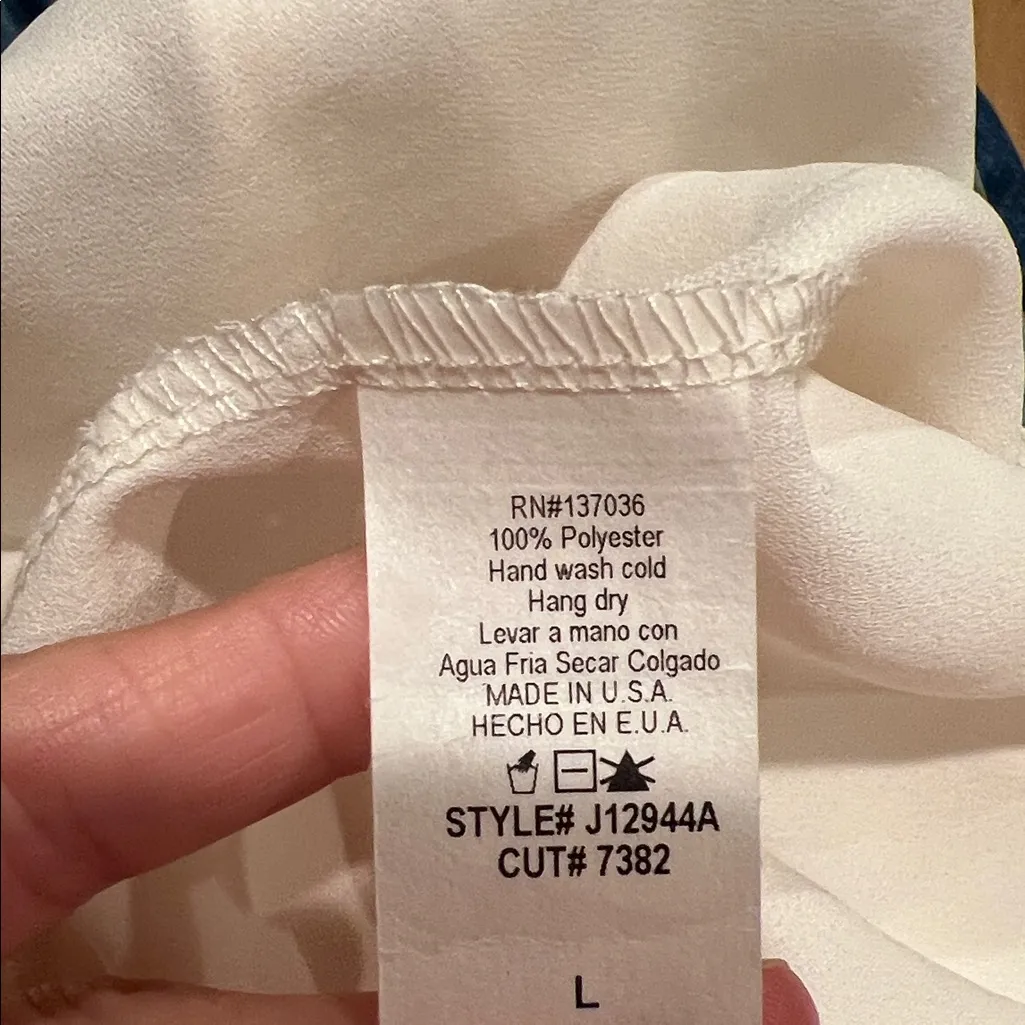 RN#137036
100% Polyester
Hand wash cold
Hang dry
Levar a mano con
Agua Fria Secar Colgado
MADE IN U.S.A.
HECHO EN E.U.A.
STYLE# J12944A
CUT# 7382
L